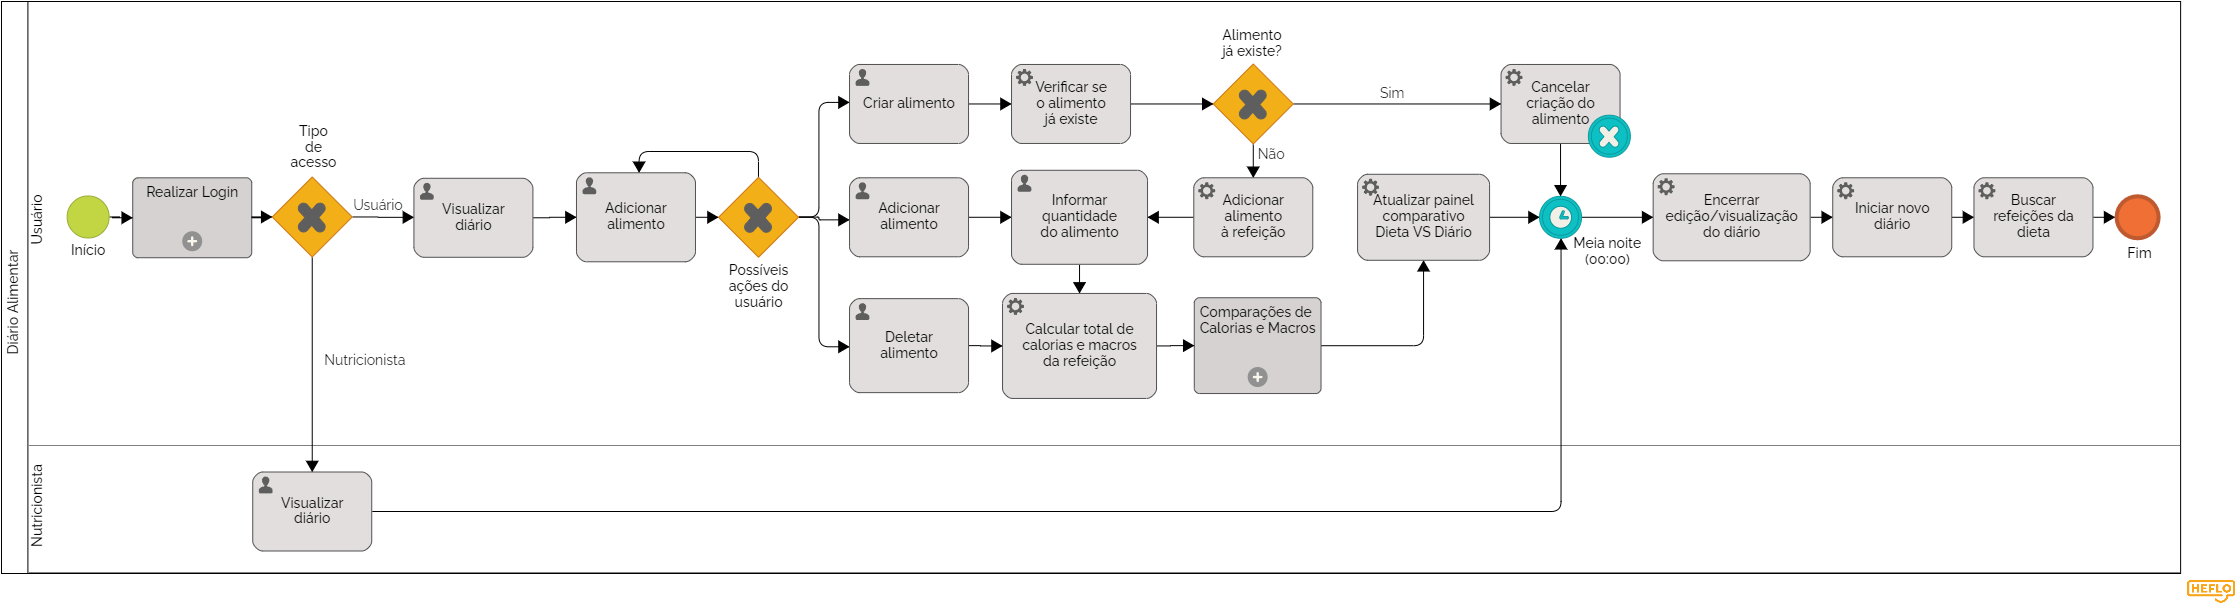 Diário Alimentar
Usuário
Nutricionista
Início
Realizar Login
Tipo
de
acesso
Usuário
Nutricionista
Visualizar
diário
Adicionar
alimento
Possíveis
ações do
usuário
Criar alimento
Verificar se
o alimento
já existe
Alimento
já existe?
Sim
Não
Cancelar
criação do
alimento
Adicionar
alimento
Informar
quantidade
do alimento
Adicionar
alimento
à refeição
Atualizar painel
comparativo
Dieta VS Diário
Meia noite
(00:00)
Encerrar
edição/visualização
do diário
Iniciar novo
diário
Buscar
refeições da
dieta
Fim
Deletar
alimento
Calcular total de
calorias e macros
da refeição
Comparações de
Calorias e Macros
Visualizar
diário
HEFLO